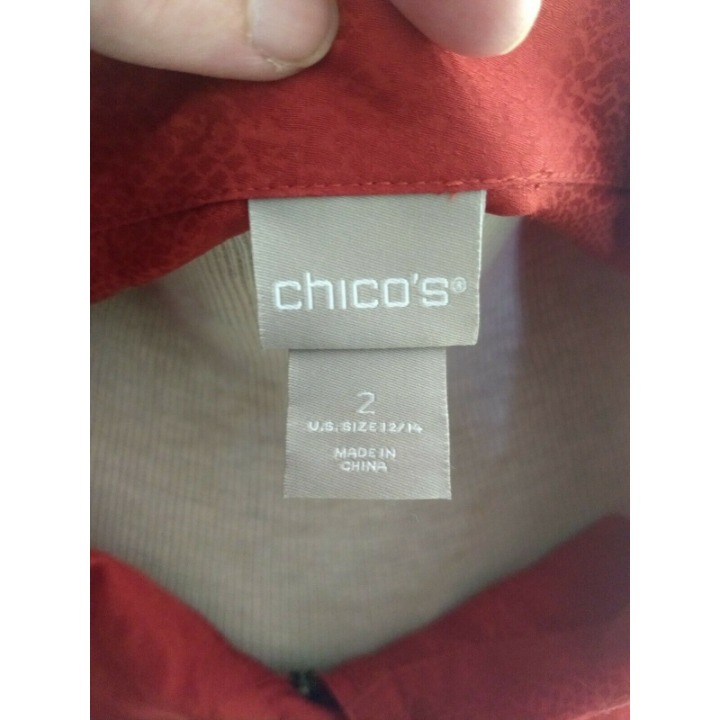 chico's®
2
U.S. SIZE 12/14
MADE IN
CHINA